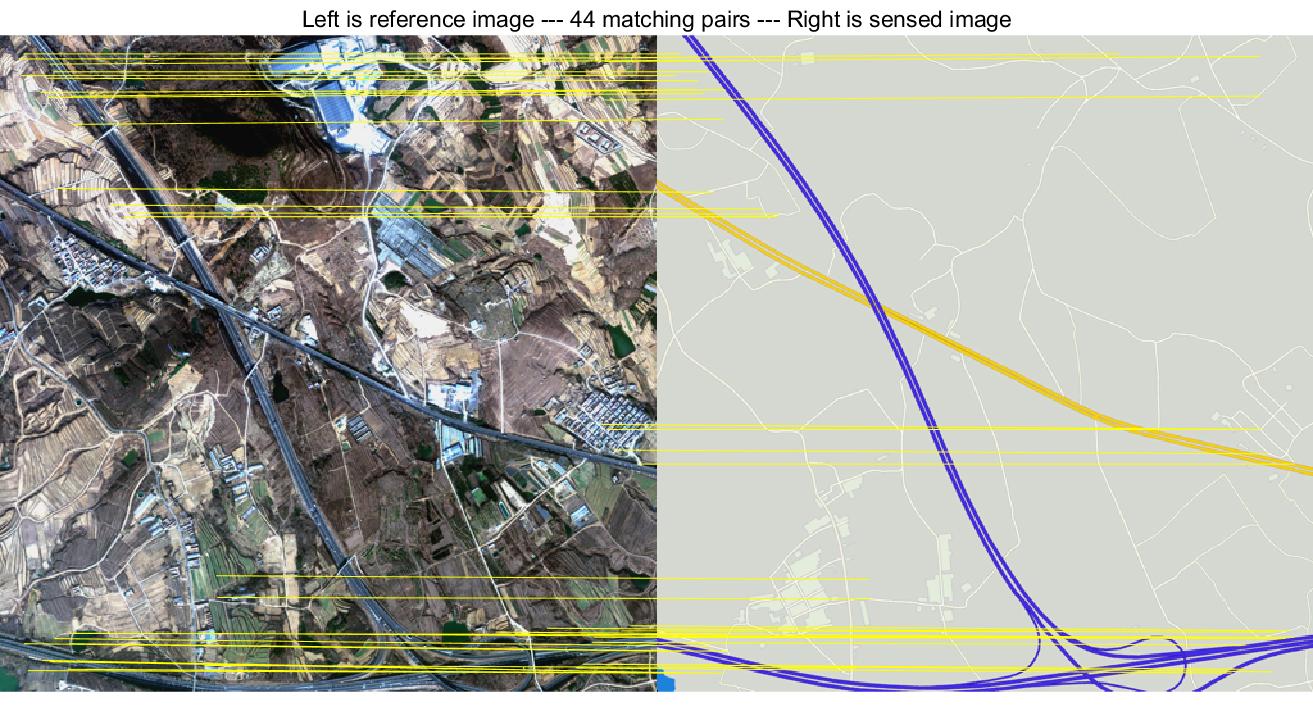 Left is reference image --- 44 matching pairs --- Right is sensed image